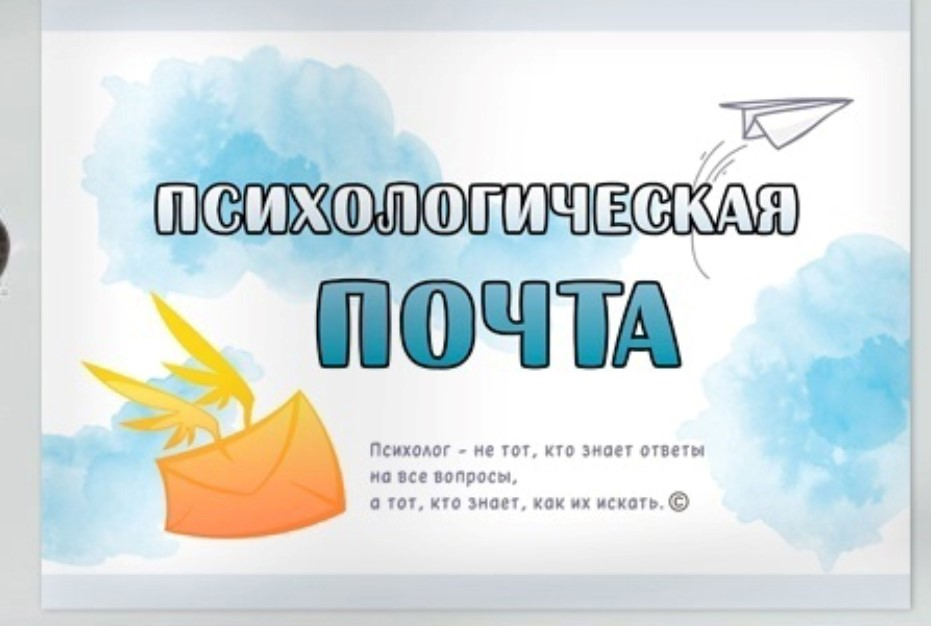 ПСИХОЛОГИЧЕСКАЯ
ПОЧТА
Психолог - не тот, кто знает ответы
на все вопросы,
а тот, кто знает, как их искать.©